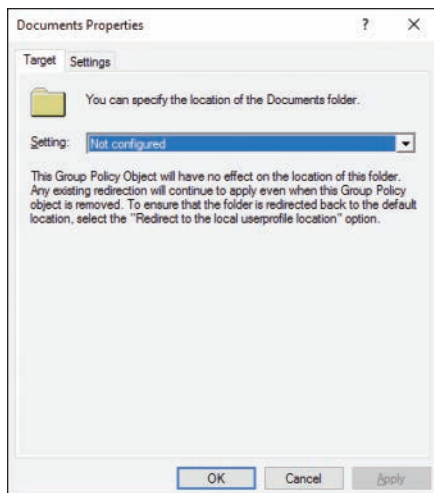 Documents Properties
?
Target
Settings
You can specify the location of the Documents folder.
Setting:
Not configured
This Group Policy Object will have no effect on the location of this folder.
Any existing redirection will continue to apply even when this Group Policy
object is removed. To ensure that the folder is redirected back to the default
location, select the "Redirect to the local userprofile location" option.
OK
Cancel
Apply